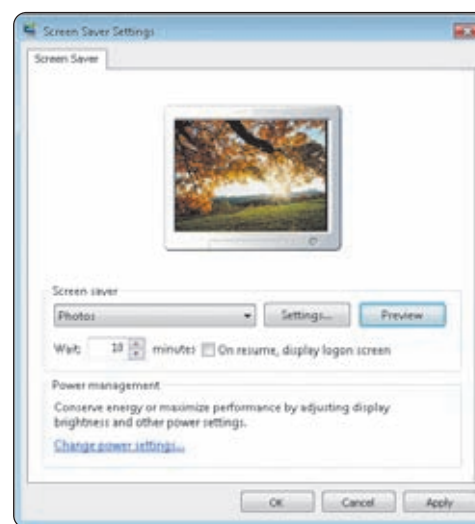 Screen Saver Settings
Screen Saver
Screen saver
Photos
Settings...
Preview
Wait: 10 minutes
On resume, display logon screen
Power management
Conserve energy or maximize performance by adjusting display
brightness and other power settings.
Change power settings...
OK
Cancel
Apply